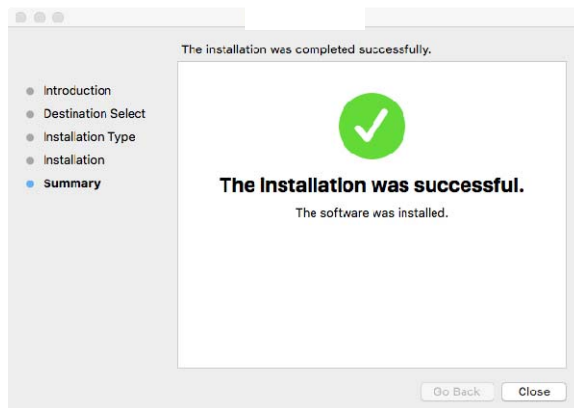 The installation was completed successfully.
Introduction
Destination Select
Installation Type
Installation
Summary
The installation was successful.
The software was installed.
Go Back
Close